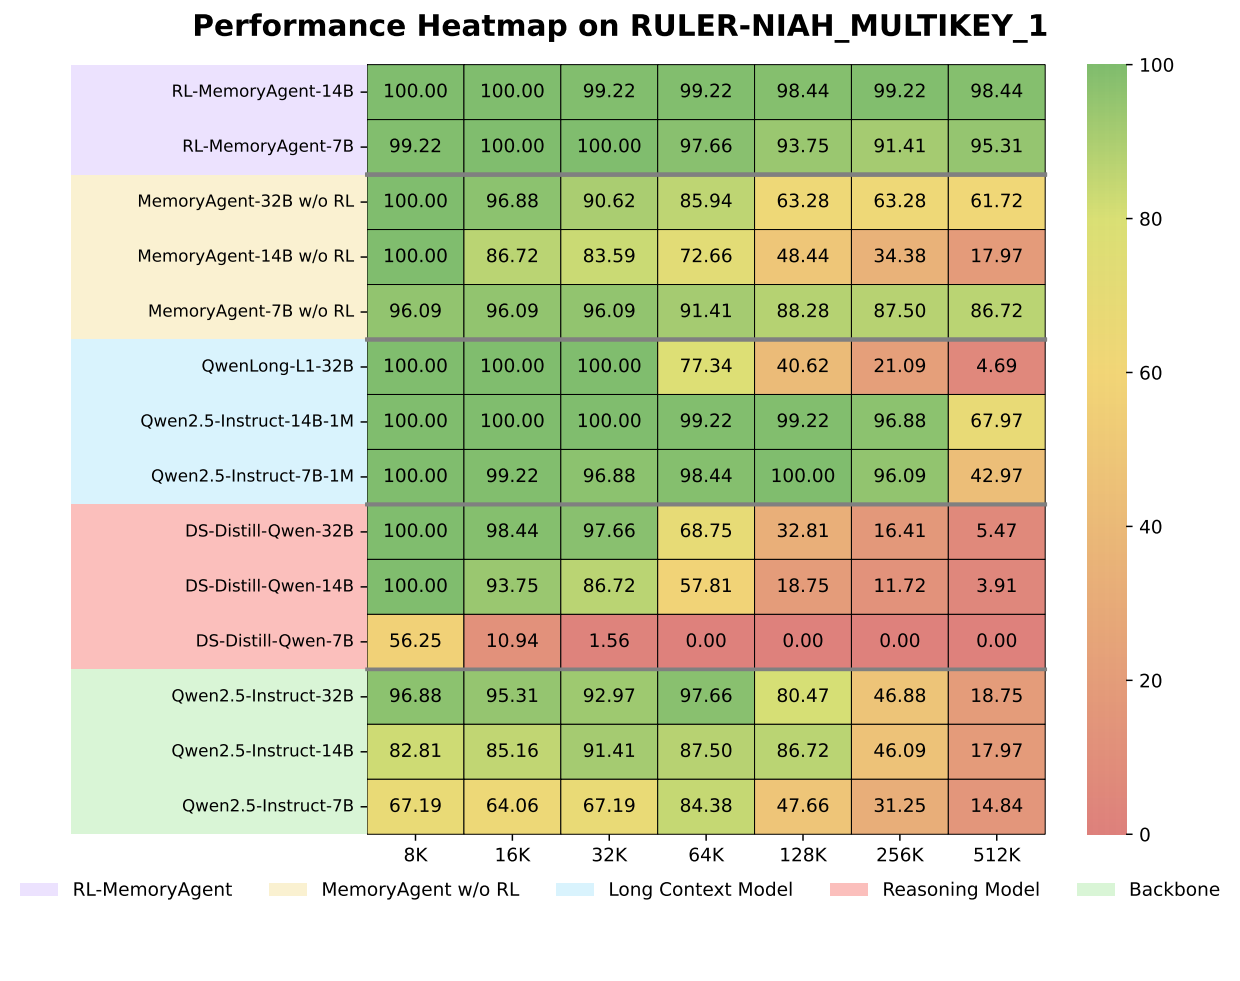 Performance Heatmap on RULER-NIAH_MULTIKEY_1
RL-MemoryAgent-14B 100.00 100.00 99.22 99.22 98.44 99.22 98.44
RL-MemoryAgent-7B 99.22 100.00 100.00 97.66 93.75 91.41 95.31
MemoryAgent-32B w/o RL 100.00 96.88 90.62 85.94 63.28 63.28 61.72
MemoryAgent-14B w/o RL 100.00 86.72 83.59 72.66 48.44 34.38 17.97
MemoryAgent-7B w/o RL 96.09 96.09 96.09 91.41 88.28 87.50 86.72
QwenLong-L1-32B 100.00 100.00 100.00 77.34 40.62 21.09 4.69
Qwen2.5-Instruct-14B-1M 100.00 100.00 100.00 99.22 99.22 96.88 67.97
Qwen2.5-Instruct-7B-1M 100.00 99.22 96.88 98.44 100.00 96.09 42.97
DS-Distill-Qwen-32B 100.00 98.44 97.66 68.75 32.81 16.41 5.47
DS-Distill-Qwen-14B 100.00 93.75 86.72 57.81 18.75 11.72 3.91
DS-Distill-Qwen-7B 56.25 10.94 1.56 0.00 0.00 0.00 0.00
Qwen2.5-Instruct-32B 96.88 95.31 92.97 97.66 80.47 46.88 18.75
Qwen2.5-Instruct-14B 82.81 85.16 91.41 87.50 86.72 46.09 17.97
Qwen2.5-Instruct-7B 67.19 64.06 67.19 84.38 47.66 31.25 14.84
8K 16K 32K 64K 128K 256K 512K
100
80
60
40
20
0
RL-MemoryAgent MemoryAgent w/o RL Long Context Model Reasoning Model Backbone